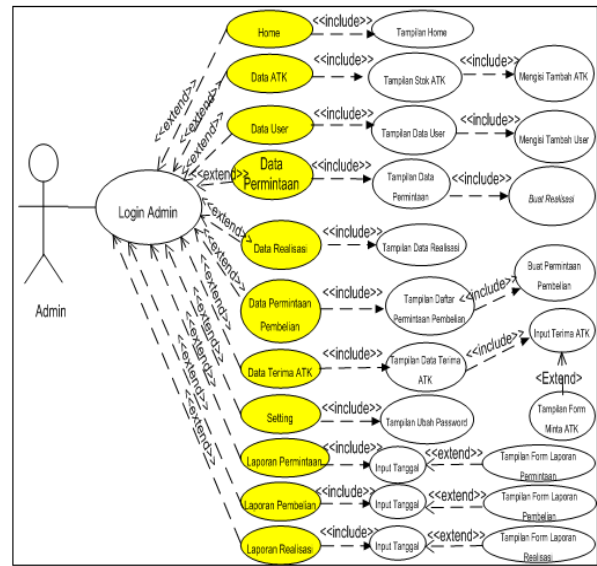 Home
<<include>>
Tampilan Home
Data ATK
<<include>>
Tampilan Stok ATK
<<include>>
Mengisi Tambah ATK
Data User
<<include>>
Tampilan Data User
<<include>>
Mengisi Tambah User
Data
Permintaan
<<include>>
Tampilan Data
Permintaan
<<include>>
Buat Realisasi
Login Admin
Admin
<<extend>>
<<extend>>
<<extend>>
<<extend>>
<<extend>>
<<extend>>
<<extend>>
<<extend>>
<<extend>>
<<extend>>
<<extend>>
Data Realisasi
<<include>>
Tampilan Data Realisasi
Data Permintaan
Pembelian
<<include>>
Tampilan Daftar
Permintaan Pembelian
<<include>>
Buat Permintaan
Pembelian
Data Terima ATK
<<include>>
Tampilan Data Terima
ATK
<<include>>
Input Terima ATK
<Extend>
Tampilan Form
Minta ATK
Setting
<<include>>
Tampilan Ubah Password
Laporan Permintaan
<<include>>
Input Tanggal
<<extend>>
Tampilan Form Laporan
Permintaan
Laporan Pembelian
<<include>>
Input Tanggal
<<extend>>
Tampilan Form Laporan
Pembelian
Laporan Realisasi
<<include>>
Input Tanggal
<<extend>>
Tampilan Form Laporan
Realisasi